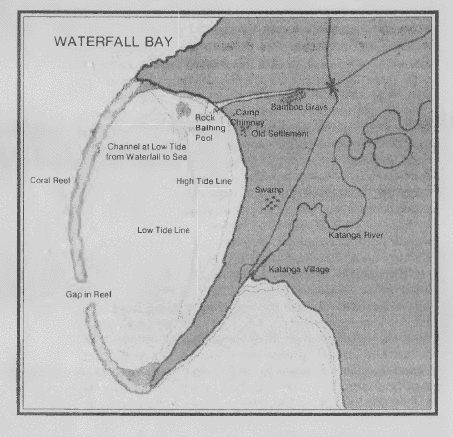 WATERFALL BAY
Bamboo Grays
Camp
Chimney
Rock
Bathing
Pool
Old Settlement
Channel at Low Tide
from Waterfall to Sea
Coral Reef
High Tide Line
Swamp
Low Tide Line
Katanga River
Katanga Village
Gap in Reef